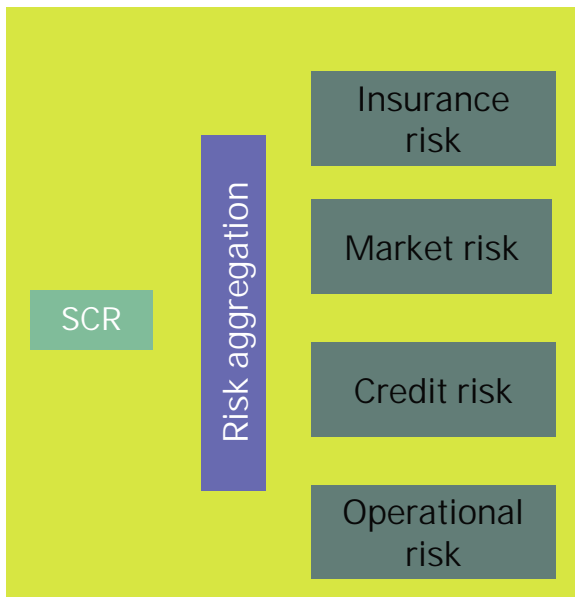 SCR
Risk aggregation
Insurance
risk
Market risk
Credit risk
Operational
risk